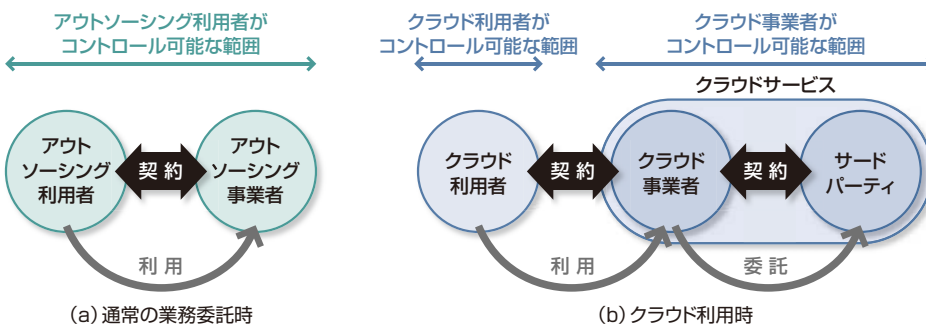 アウトソーシング利用者が
コントロール可能な範囲
クラウド利用者が
コントロール可能な範囲
クラウド事業者が
コントロール可能な範囲
クラウドサービス
アウト
ソーシング
利用者
契約
アウト
ソーシング
事業者
利用
クラウド
利用者
契約
クラウド
事業者
契約
サード
パーティ
利用
委託
(a)通常の業務委託時
(b)クラウド利用時